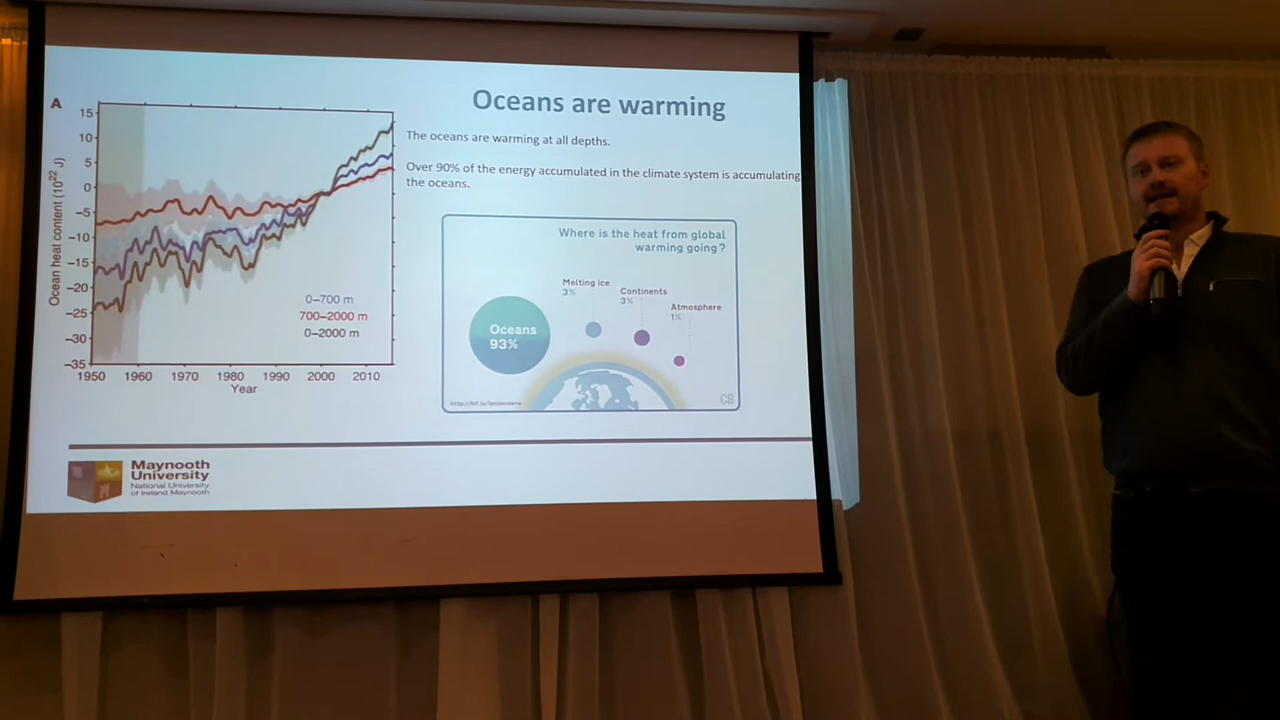 A
Oceans are warming
The oceans are warming at all depths.
Over 90% of the energy accumulated in the climate system is accumulating
the oceans.
15
10
5
0
−5
−10
−15
−20
−25
−30
−35
Ocean heat content (10²² J)
0−700 m
700−2000 m
0−2000 m
1950 1960 1970 1980 1990 2000 2010
Year
Where is the heat from global
warming going?
Melting ice
3%
Continents
3%
Atmosphere
1%
Oceans
93%
CB
Maynooth
University
National University
of Ireland Maynooth